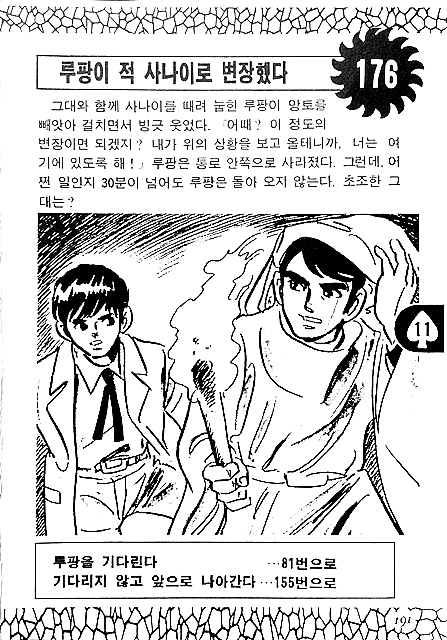 루팡이 적 사나이로 변장했다
176
그대와 함께 사나이를 때려 눕힌 루팡이 망토를
빼앗아 걸치면서 빙긋 웃었다. 『어때? 이 정도의
변장이면 되겠지? 내가 위의 상황을 보고 올테니까, 너는 여
기에 있도록 해!』 루팡은 통로 안쪽으로 사라졌다. 그런데, 어
쩐 일인지 30분이 넘어도 루팡은 돌아 오지 않는다. 초조한 그
대는?
11
루팡을 기다린다 …81번으로
기다리지 않고 앞으로 나아간다 …155번으로
191